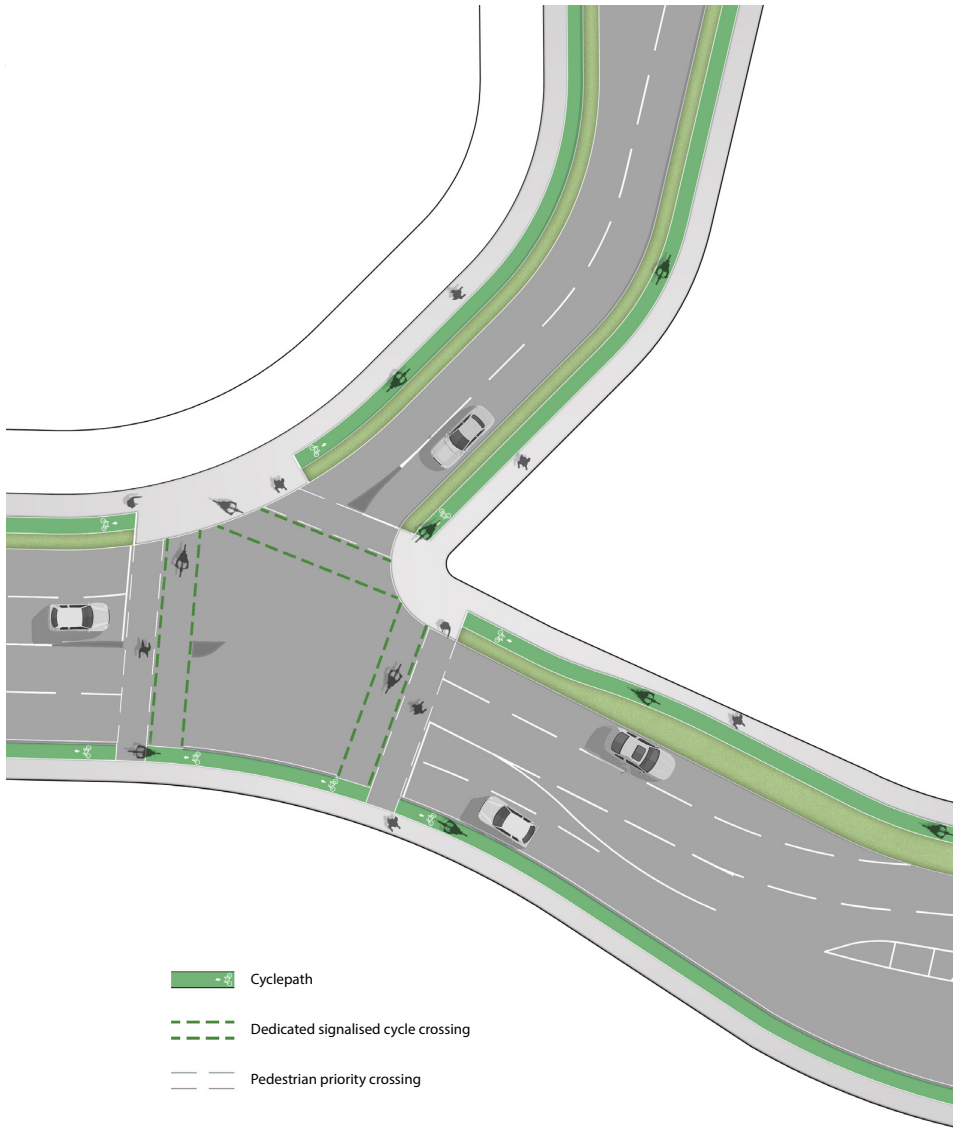 Cyclepath
Dedicated signalised cycle crossing
Pedestrian priority crossing